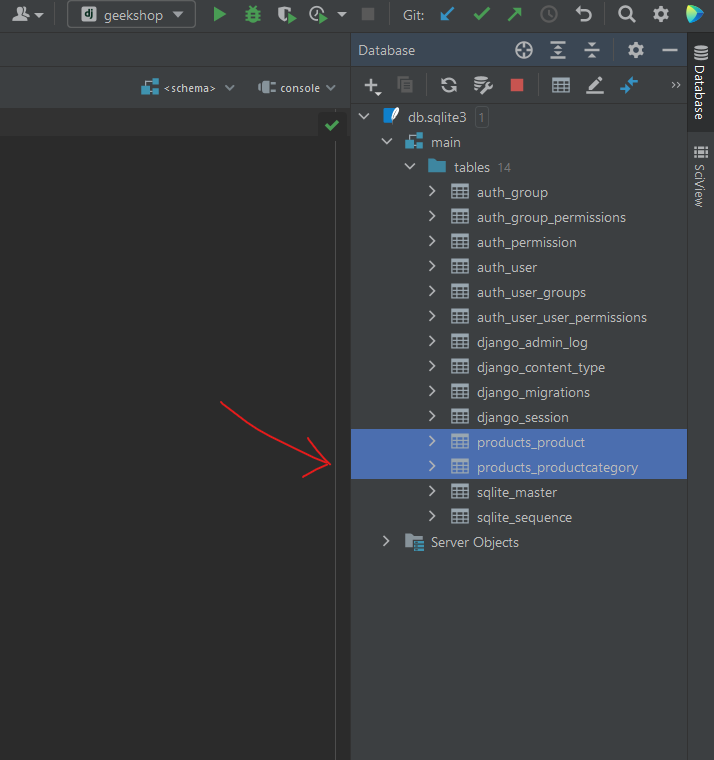 dj geekshop Git:
Database
<schema> console
db.sqlite3 1
main
tables 14
auth_group
auth_group_permissions
auth_permission
auth_user
auth_user_groups
auth_user_user_permissions
django_admin_log
django_content_type
django_migrations
django_session
products_product
products_productcategory
sqlite_master
sqlite_sequence
Server Objects
Database
SciView